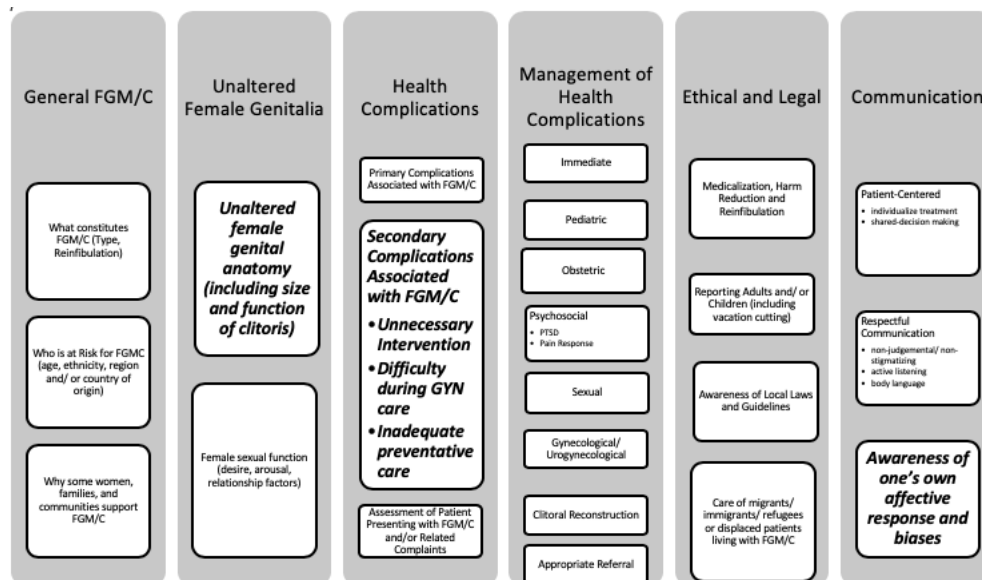 General FGM/C
What constitutes
FGM/C (Type,
Reinfibulation)
Who is at Risk for FGMC
(age, ethnicity, region
and/ or country of
origin)
Why some women,
families, and
communities support
FGM/C
Unaltered
Female Genitalia
Unaltered
female
genital
anatomy
(including size
and function
of clitoris)
Female sexual function
(desire, arousal,
relationship factors)
Health
Complications
Primary Complications
Associated with FGM/C
Secondary
Complications
Associated
with FGM/C
• Unnecessary
Intervention
• Difficulty
during GYN
care
• Inadequate
preventative
care
Assessment of Patient
Presenting with FGM/C
and/or Related
Complaints
Management of
Health
Complications
Immediate
Pediatric
Obstetric
Psychosocial
• PTSD
• Pain Response
Sexual
Gynecological/
Urogynecological
Clitoral Reconstruction
Appropriate Referral
Ethical and Legal
Medicalization, Harm
Reduction and
Reinfibulation
Reporting Adults and/ or
Children (including
vacation cutting)
Awareness of Local Laws
and Guidelines
Care of migrants/
immigrants/ refugees
or displaced patients
living with FGM/C
Communication
Patient-Centered
• individualize treatment
• shared-decision making
Respectful
Communication
• non-judgemental/ non-
stigmatizing
• active listening
• body language
Awareness of
one's own
affective
response and
biases